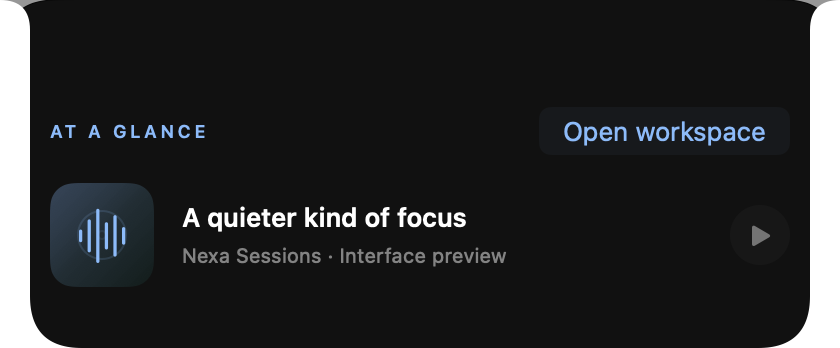 AT A GLANCE
Open workspace
A quieter kind of focus
Nexa Sessions · Interface preview